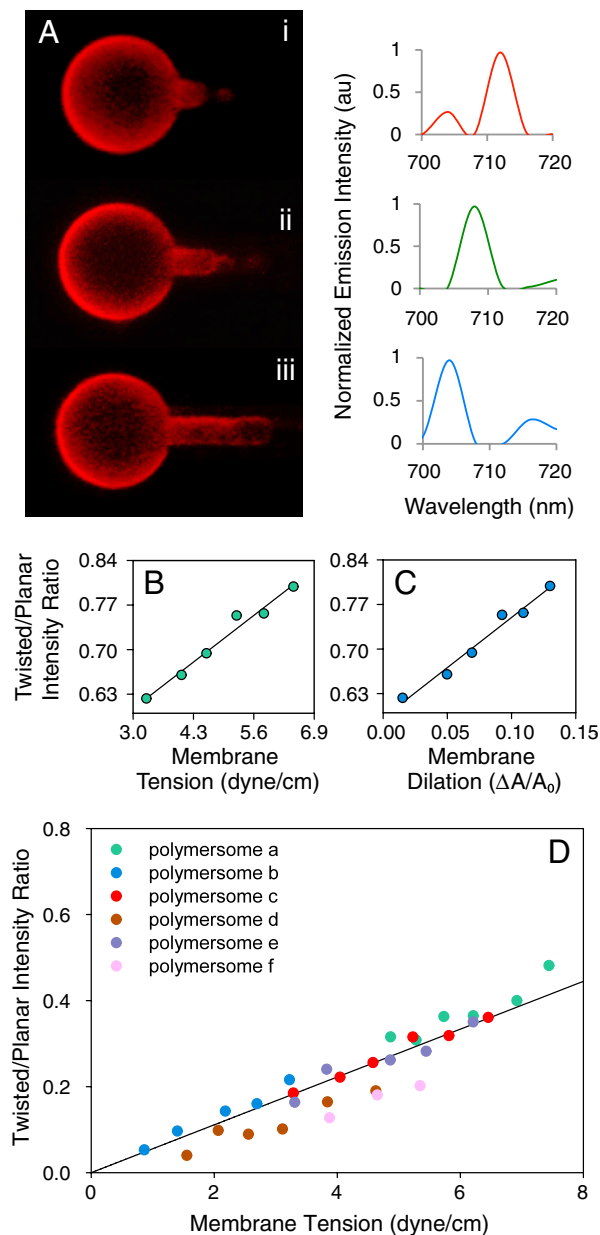 A
i
ii
iii
Normalized Emission Intensity (au)
1
0.5
0
700 710 720
1
0.5
0
700 710 720
1
0.5
0
700 710 720
Wavelength (nm)
Twisted/Planar
Intensity Ratio
0.84
0.77
0.70
0.63
B
3.0 4.3 5.6 6.9
Membrane
Tension (dyne/cm)
0.84
0.77
0.70
0.63
C
0.00 0.05 0.10 0.15
Membrane
Dilation (ΔA/A₀)
Twisted/Planar Intensity Ratio
0.8
0.6
0.4
0.2
0.0
D
polymersome a
polymersome b
polymersome c
polymersome d
polymersome e
polymersome f
0 2 4 6 8
Membrane Tension (dyne/cm)